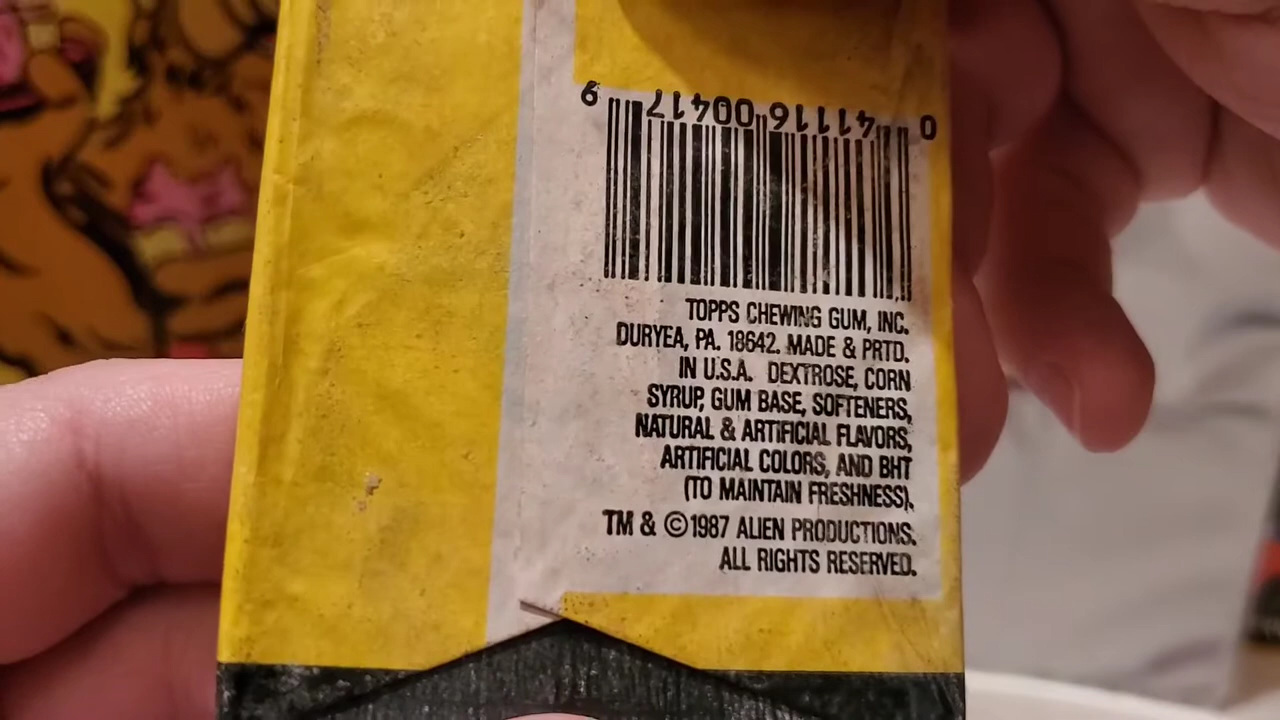 0 41116 00417 9
TOPPS CHEWING GUM, INC.
DURYEA, PA. 18642. MADE & PRTD.
IN U.S.A. DEXTROSE, CORN
SYRUP, GUM BASE, SOFTENERS,
NATURAL & ARTIFICIAL FLAVORS,
ARTIFICIAL COLORS, AND BHT
(TO MAINTAIN FRESHNESS).
TM & ©1987 ALIEN PRODUCTIONS.
ALL RIGHTS RESERVED.